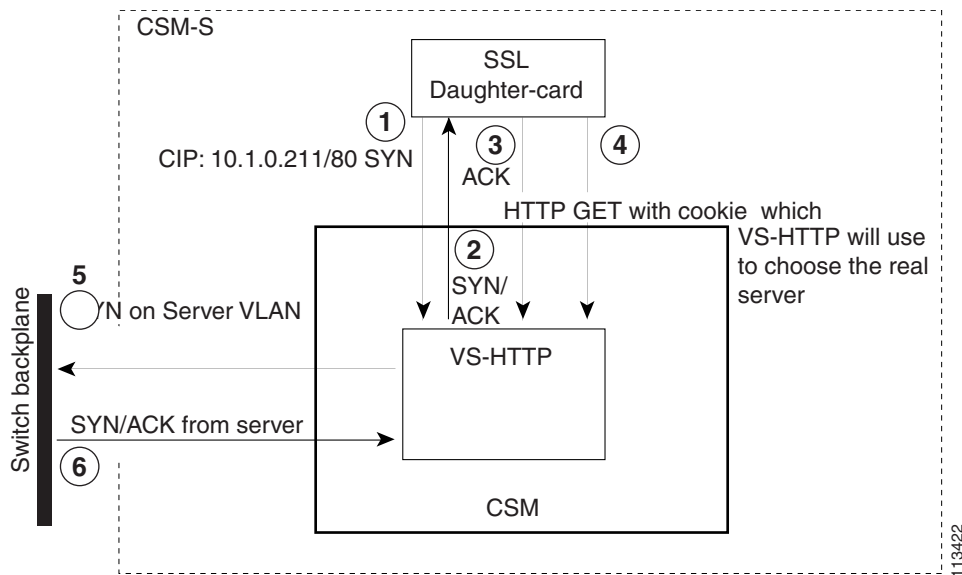 CSM-S
SSL
Daughter-card
1
CIP: 10.1.0.211/80 SYN
3
ACK
4
HTTP GET with cookie which
VS-HTTP will use
to choose the real
server
2
SYN/
ACK
5
YN on Server VLAN
VS-HTTP
Switch backplane
SYN/ACK from server
6
CSM
113422